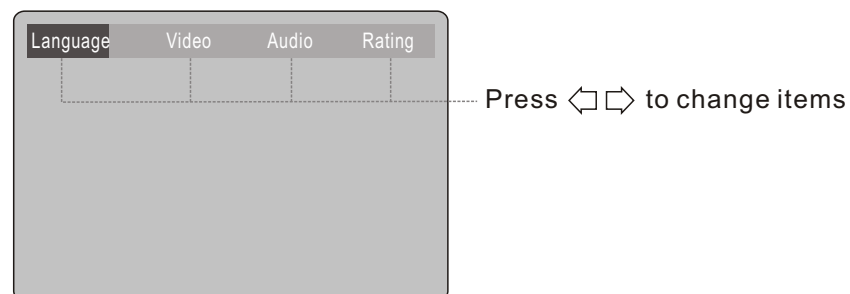 Language Video Audio Rating
Press ⇦ ⇨ to change items